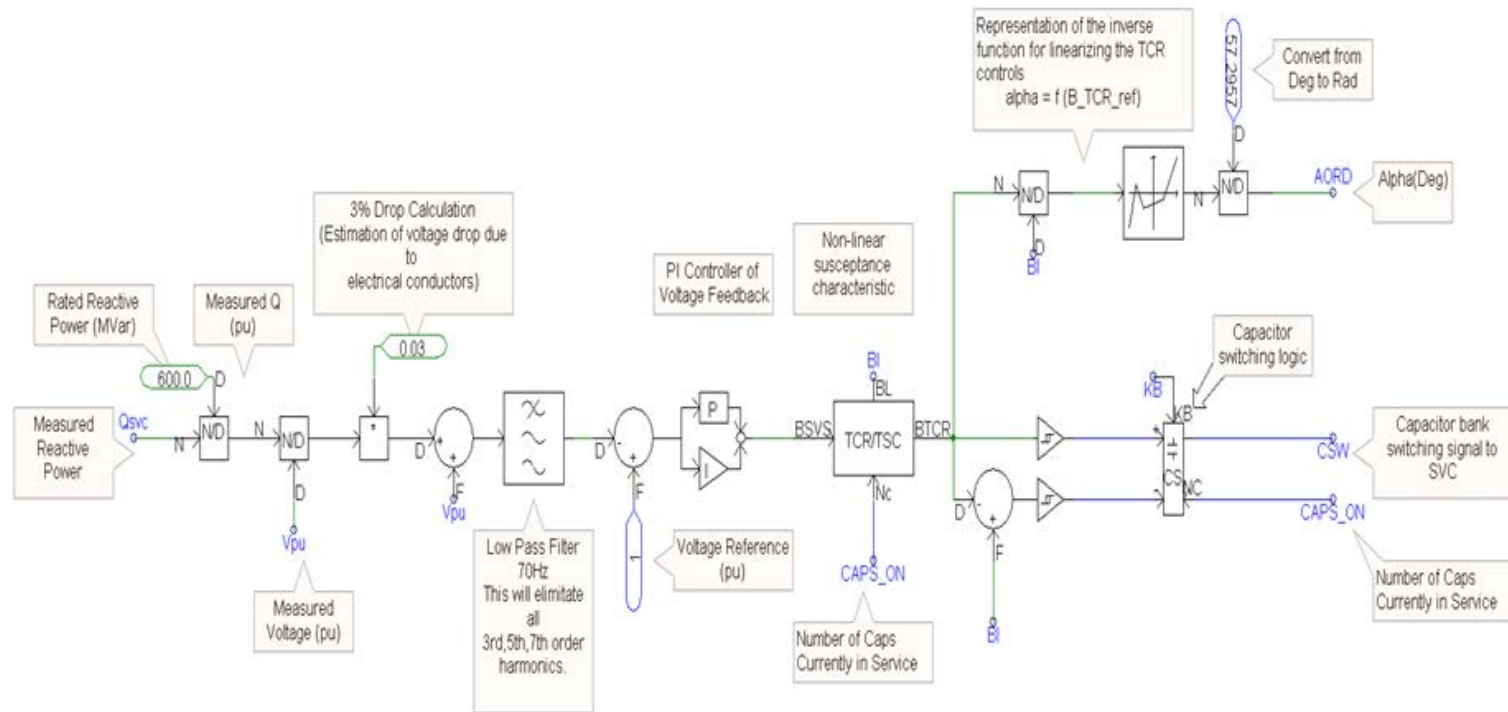 Representation of the inverse
function for linearizing the TCR
controls
alpha = f (B_TCR_ref)
57.2957
Convert from
Deg to Rad
D
N
N/D
D
BI
N
N/D
AORD
Alpha(Deg)
3% Drop Calculation
(Estimation of voltage drop due
to
electrical conductors)
Non-linear
susceptance
characteristic
PI Controller of
Voltage Feedback
Rated Reactive
Power (MVar)
Measured Q
(pu)
0.03
600.0
D
Capacitor
switching logic
BI
BL
KB
KB
Measured
Reactive
Power
Qsvc
N
N/D
N
N/D
D
Vpu
*
D
+
+
F
Vpu
D
-
+
F
1
P
I
BSVS
TCR/TSC
BTCR
Nc
CAPS_ON
D
-
+
F
BI
+
-
CS
NC
CSW
CAPS_ON
Capacitor bank
switching signal to
SVC
Measured
Voltage (pu)
Low Pass Filter
70Hz
This will elimitate
all
3rd,5th,7th order
harmonics.
Voltage Reference
(pu)
Number of Caps
Currently in Service
Number of Caps
Currently in Service